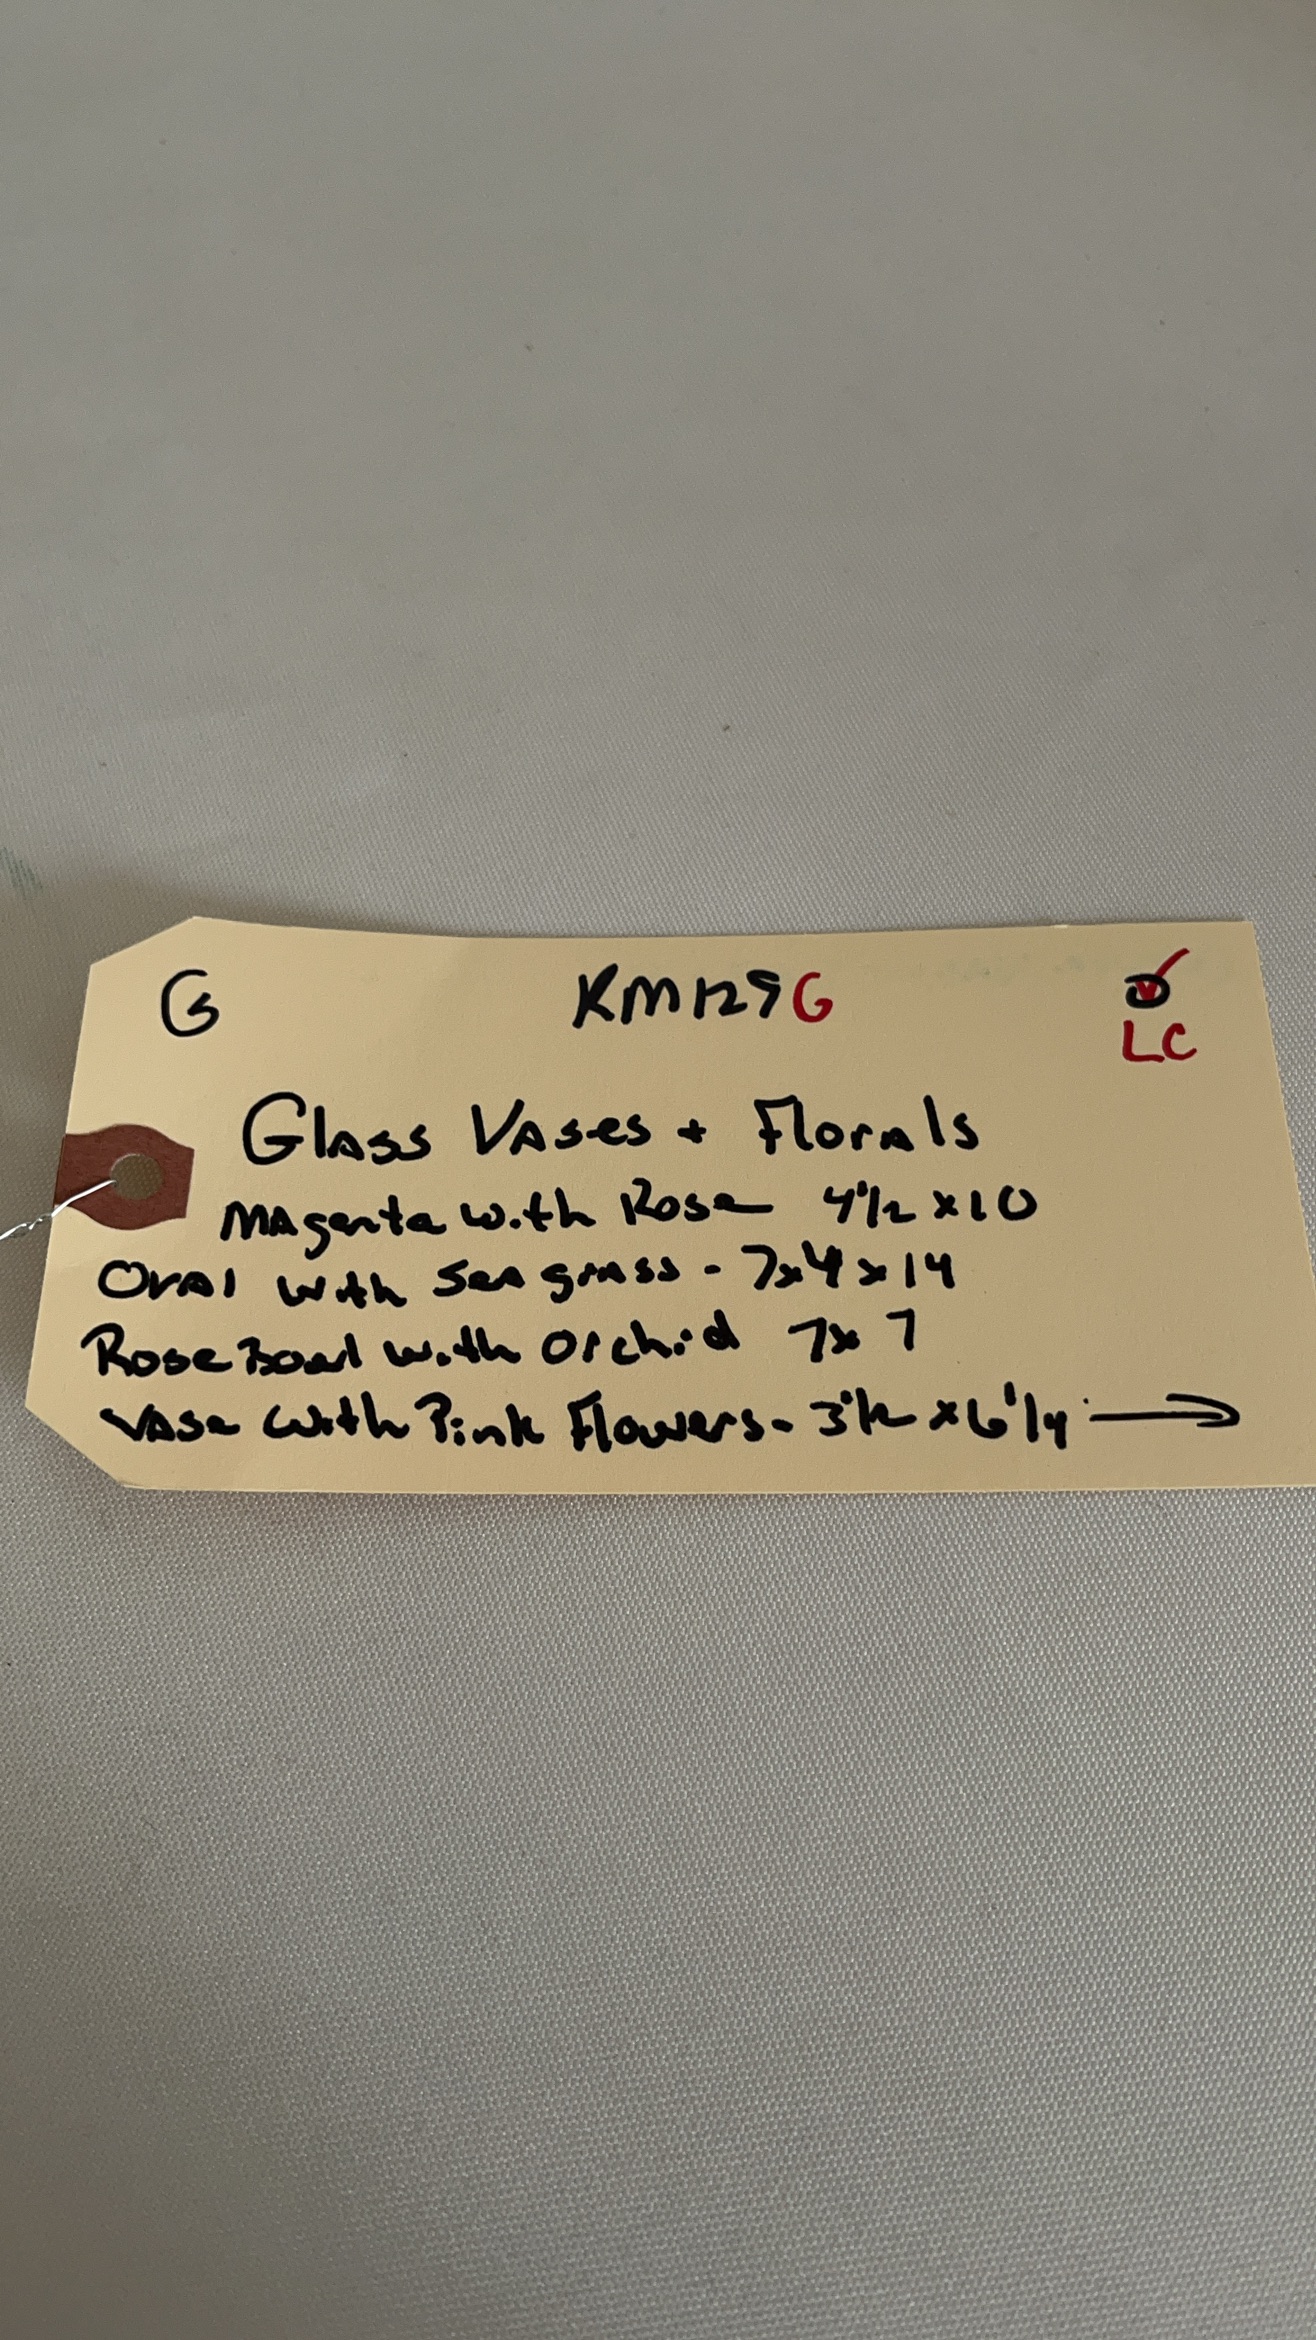 G KM129G
LC
Glass Vases + Florals
Magenta with Rose 4 1/2 x 10
Oval with Sea grass - 7x4x14
Rose Bowl with Orchid 7x7
Vase with Pink Flowers - 3 1/2 x 6 1/4 →